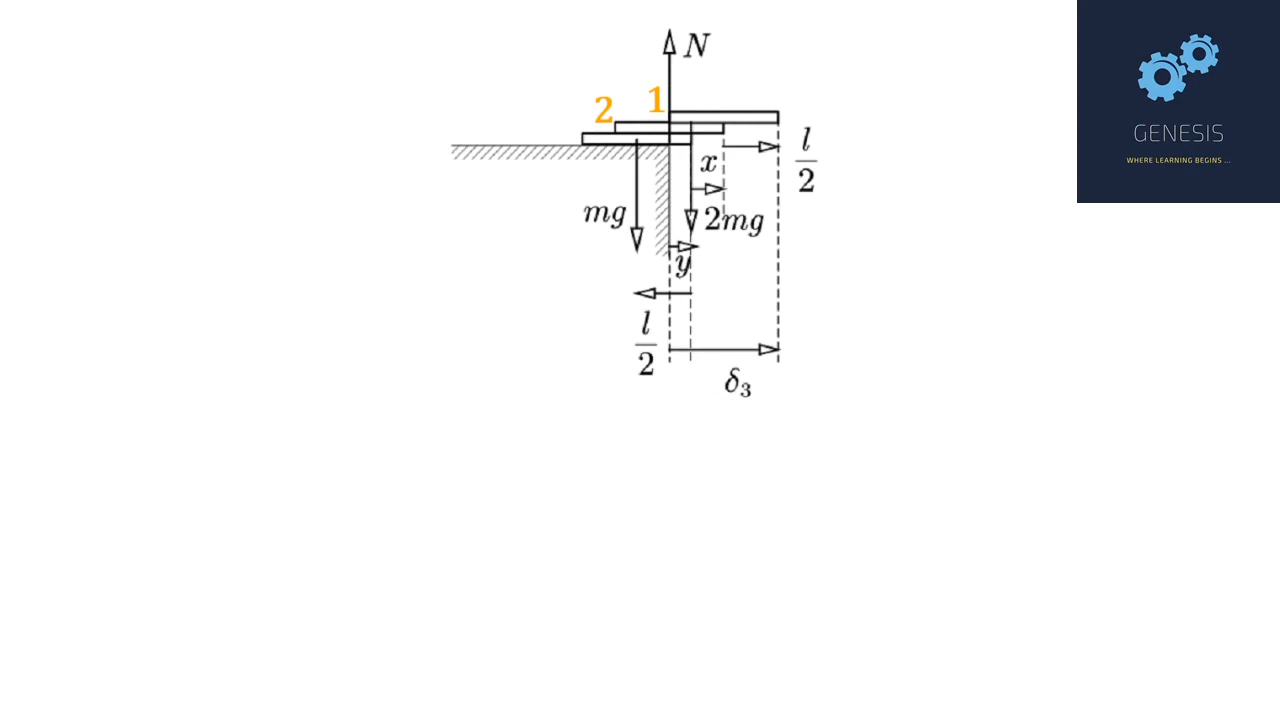 N
2 1
l/2
x
mg
2mg
y
l/2
δ₃
GENESIS
WHERE LEARNING BEGINS ...